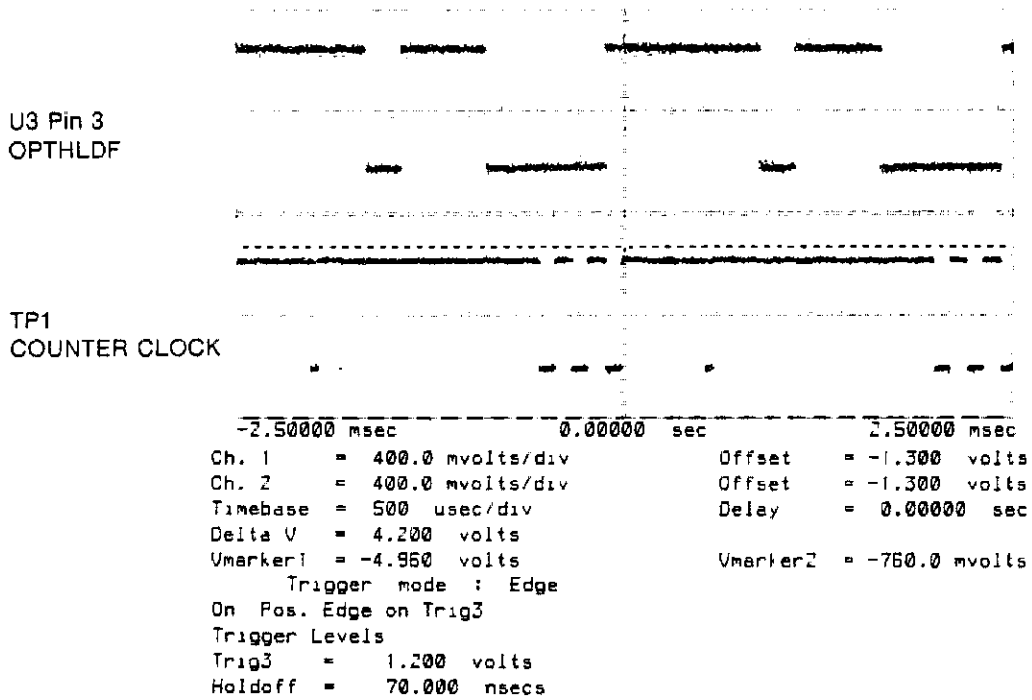 U3 Pin 3
OPTHLDF
TP1
COUNTER CLOCK
-2.50000 msec 0.00000 sec 2.50000 msec
Ch. 1 = 400.0 mvolts/div Offset = -1.300 volts
Ch. 2 = 400.0 mvolts/div Offset = -1.300 volts
Timebase = 500 usec/div Delay = 0.00000 sec
Delta V = 4.200 volts
Vmarker1 = -4.960 volts Vmarker2 = -760.0 mvolts
Trigger mode : Edge
On Pos. Edge on Trig3
Trigger Levels
Trig3 = 1.200 volts
Holdoff = 70.000 nsecs